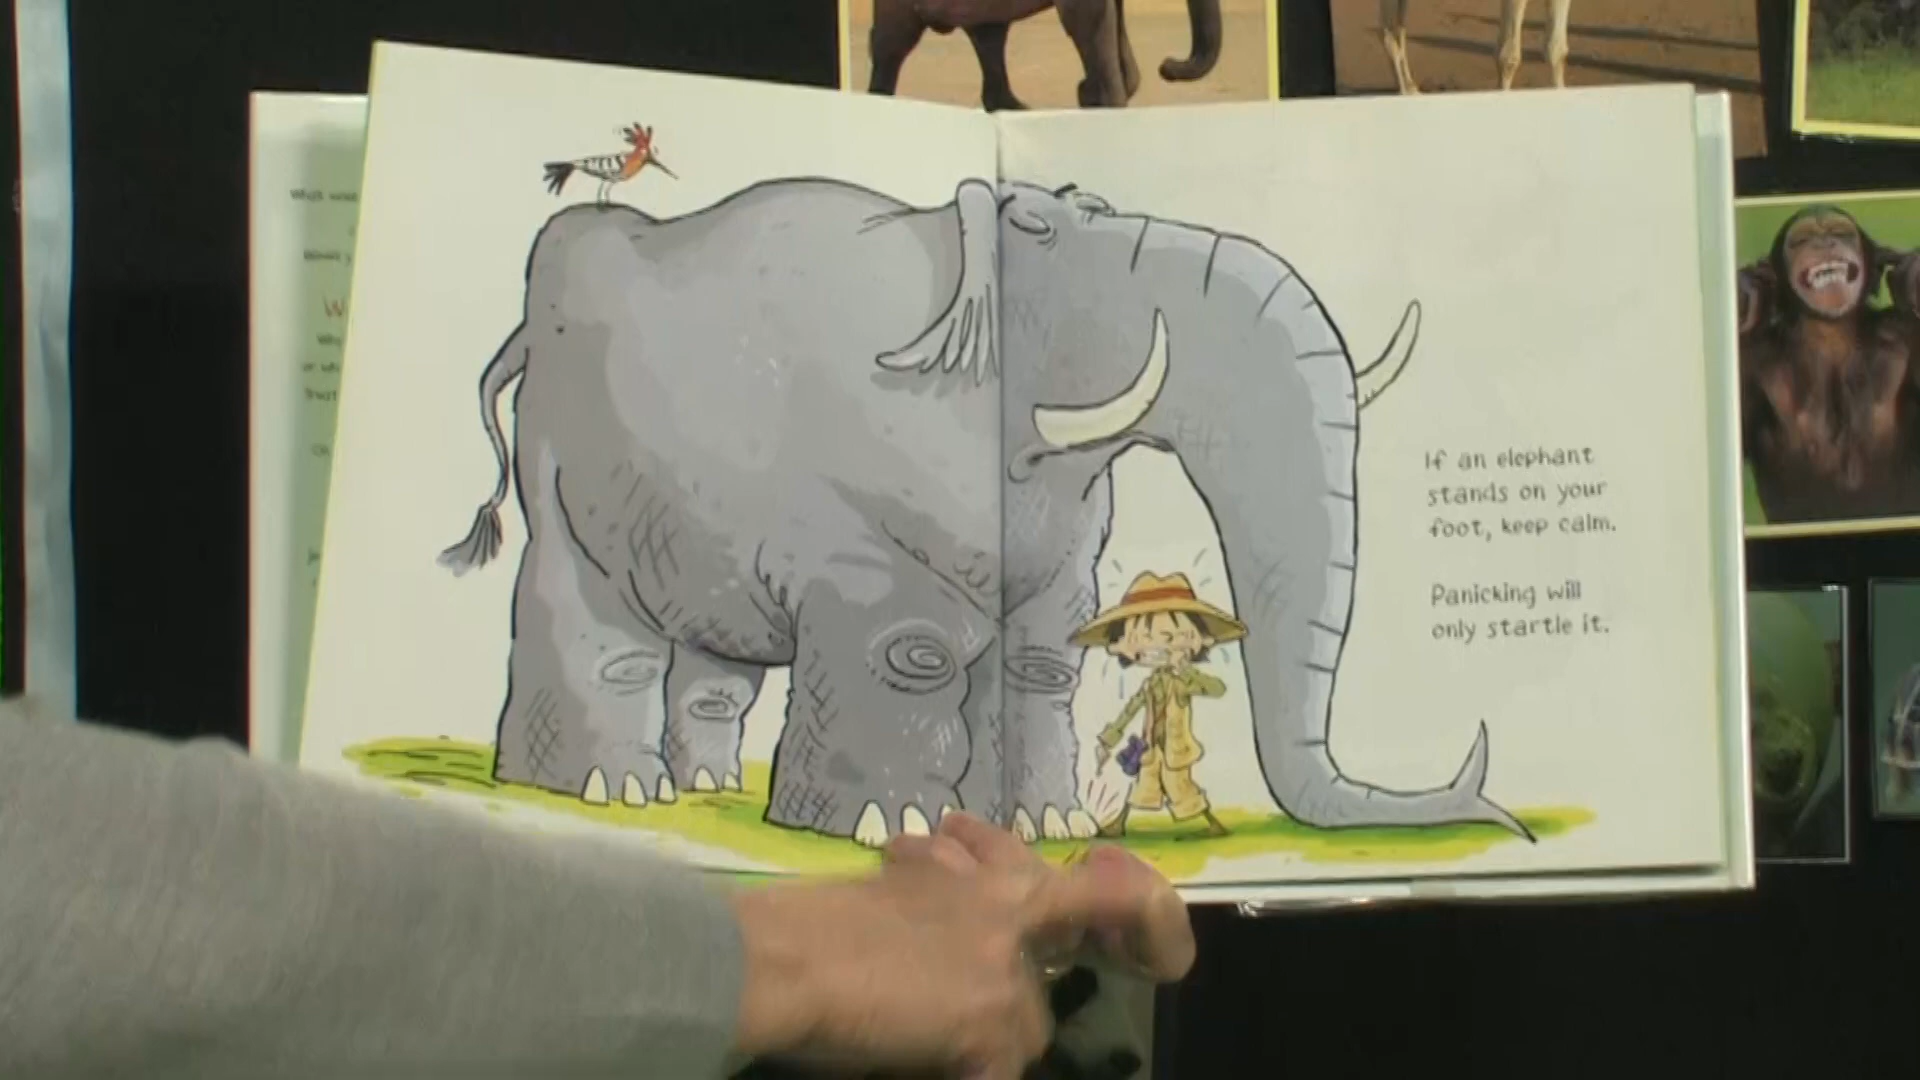 If an elephant
stands on your
foot, keep calm.
Panicking will
only startle it.